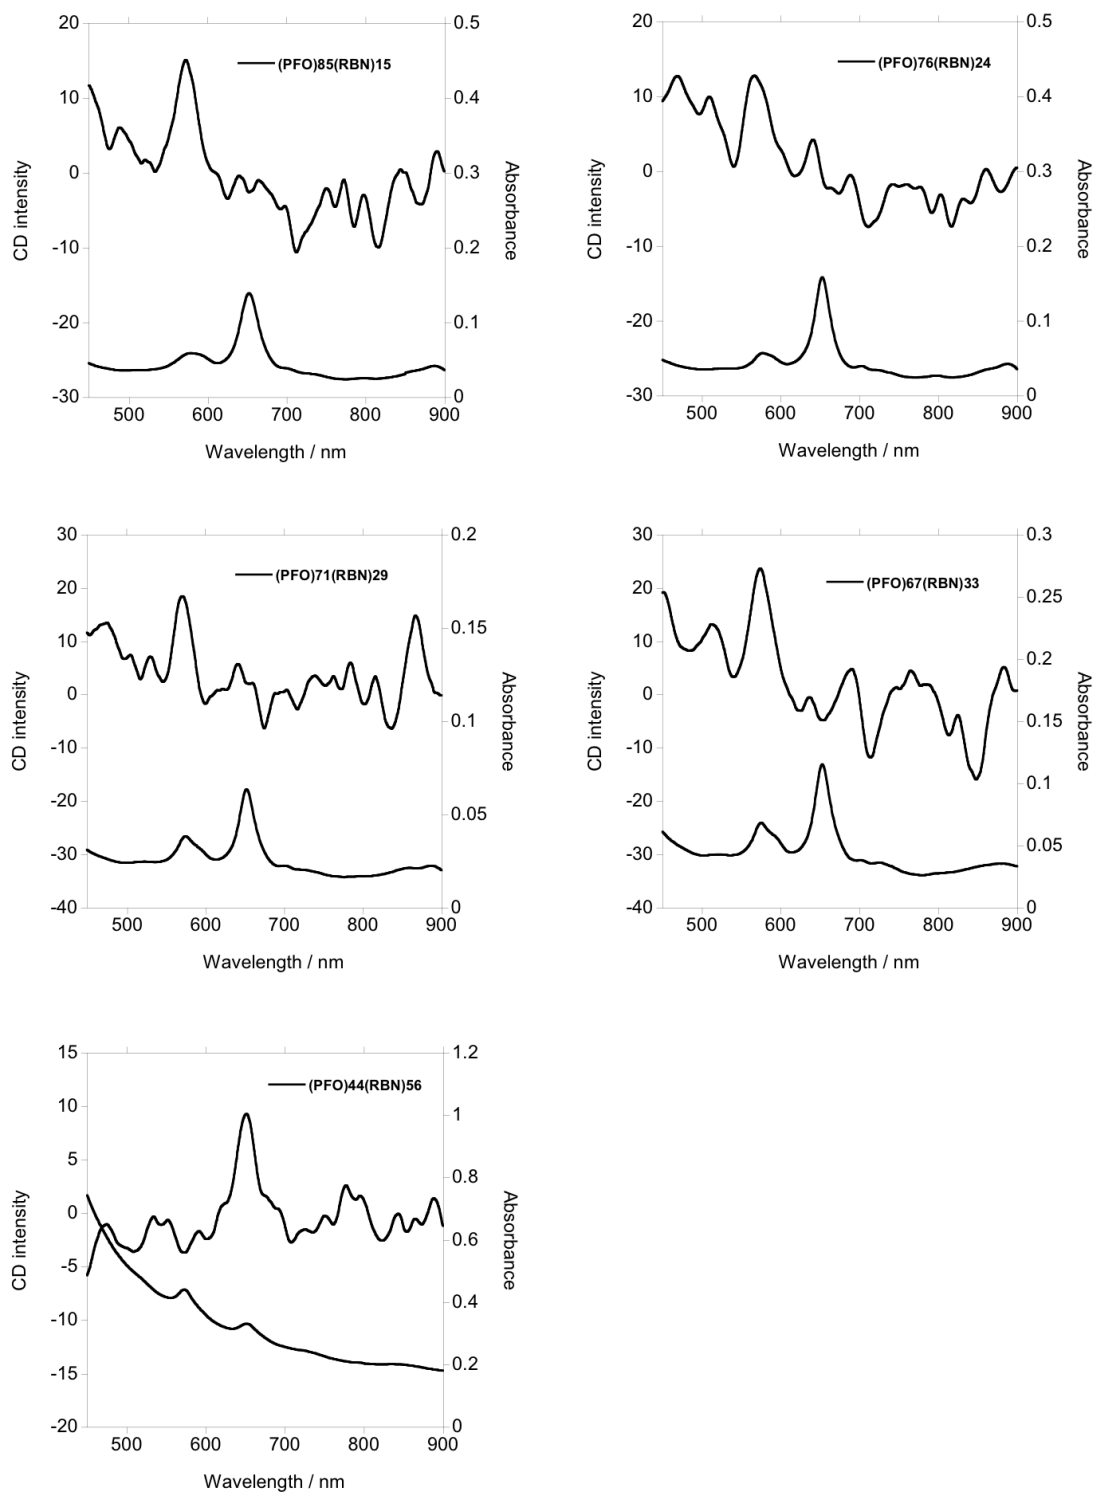 20
10
0
-10
-20
-30
CD intensity
0.5
0.4
0.3
0.2
0.1
0
Absorbance
(PFO)85(RBN)15
500 600 700 800 900
Wavelength / nm
20
10
0
-10
-20
-30
CD intensity
0.5
0.4
0.3
0.2
0.1
0
Absorbance
(PFO)76(RBN)24
500 600 700 800 900
Wavelength / nm
30
20
10
0
-10
-20
-30
-40
CD intensity
0.2
0.15
0.1
0.05
0
Absorbance
(PFO)71(RBN)29
500 600 700 800 900
Wavelength / nm
30
20
10
0
-10
-20
-30
-40
CD intensity
0.3
0.25
0.2
0.15
0.1
0.05
0
Absorbance
(PFO)67(RBN)33
500 600 700 800 900
Wavelength / nm
15
10
5
0
-5
-10
-15
-20
CD intensity
1.2
1
0.8
0.6
0.4
0.2
0
Absorbance
(PFO)44(RBN)56
500 600 700 800 900
Wavelength / nm